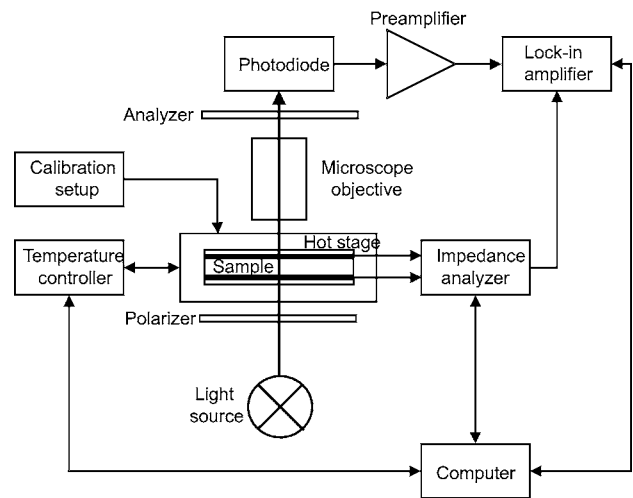 Preamplifier
Photodiode
Lock-in
amplifier
Analyzer
Microscope
objective
Calibration
setup
Hot stage
Temperature
controller
Sample
Impedance
analyzer
Polarizer
Light
source
Computer